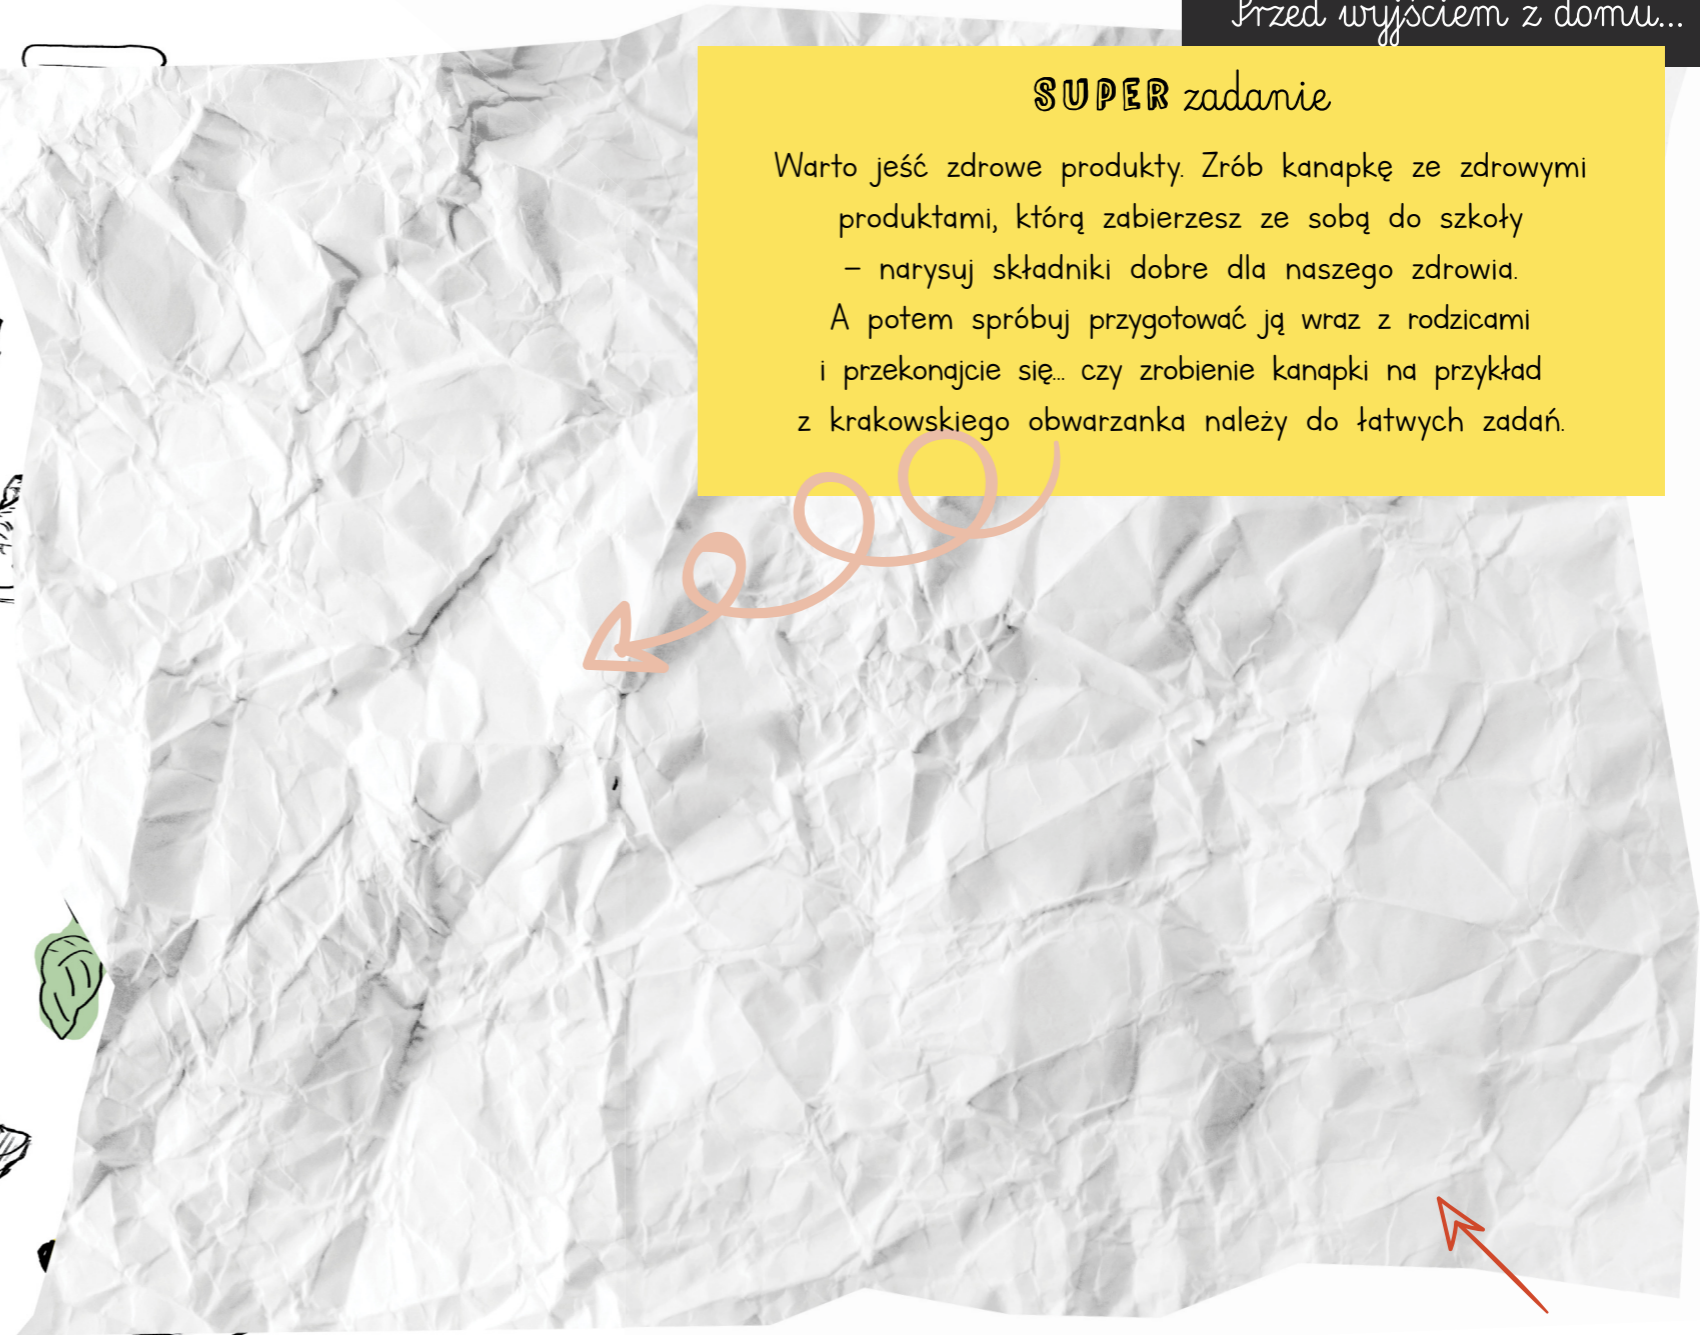 Przed wyjściem z domu...
SUPER zadanie
Warto jeść zdrowe produkty. Zrób kanapkę ze zdrowymi
produktami, którą zabierzesz ze sobą do szkoły
– narysuj składniki dobre dla naszego zdrowia.
A potem spróbuj przygotować ją wraz z rodzicami
i przekonajcie się... czy zrobienie kanapki na przykład
z krakowskiego obwarzanka należy do łatwych zadań.